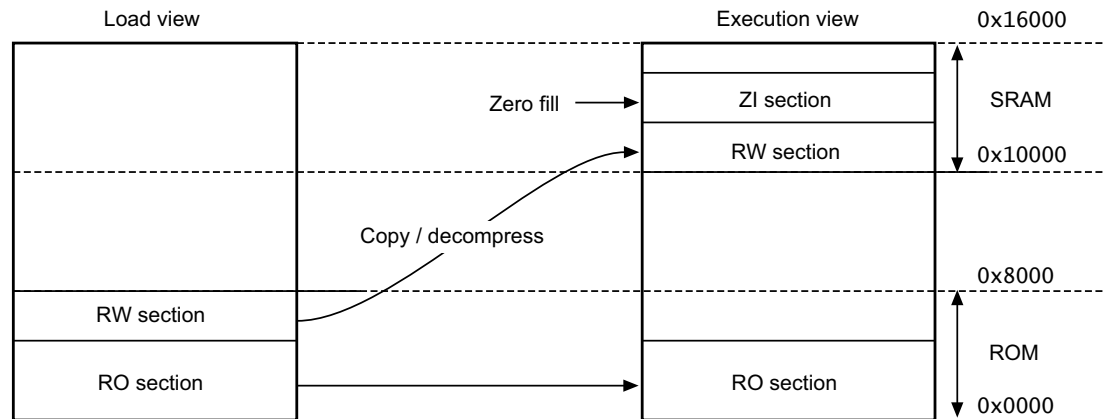 Load view
Execution view
0x16000
Zero fill
ZI section
SRAM
RW section
0x10000
Copy / decompress
0x8000
RW section
ROM
RO section
RO section
0x0000